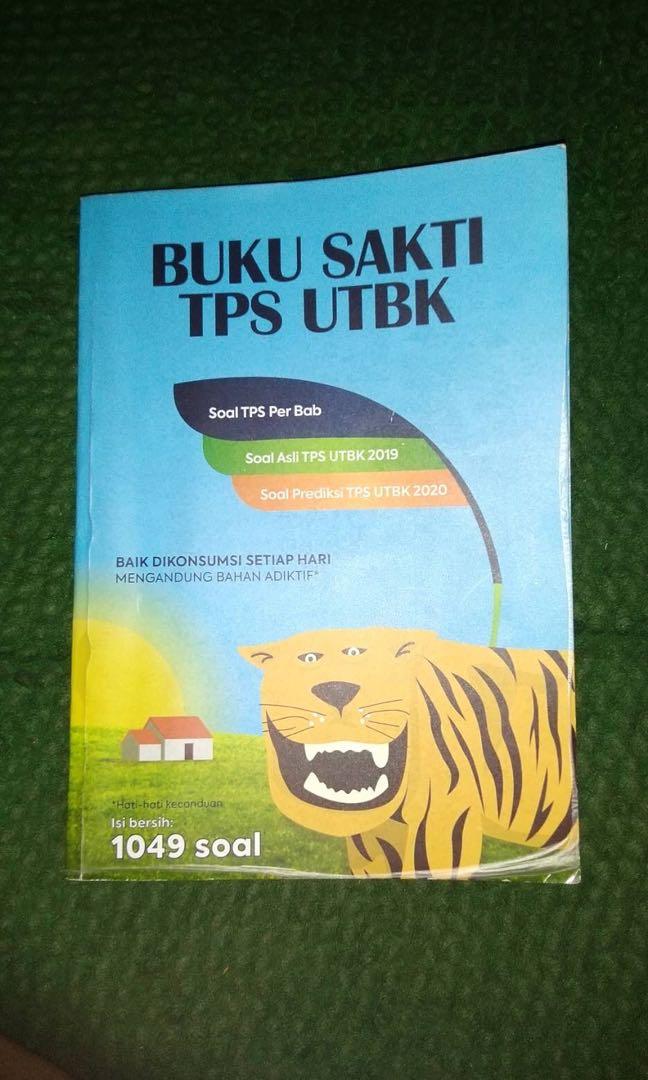 BUKU SAKTI
TPS UTBK
Soal TPS Per Bab
Soal Asli TPS UTBK 2019
Soal Prediksi TPS UTBK 2020
BAIK DIKONSUMSI SETIAP HARI
MENGANDUNG BAHAN ADIKTIF*
*Hati-hati kecanduan
Isi bersih:
1049 soal